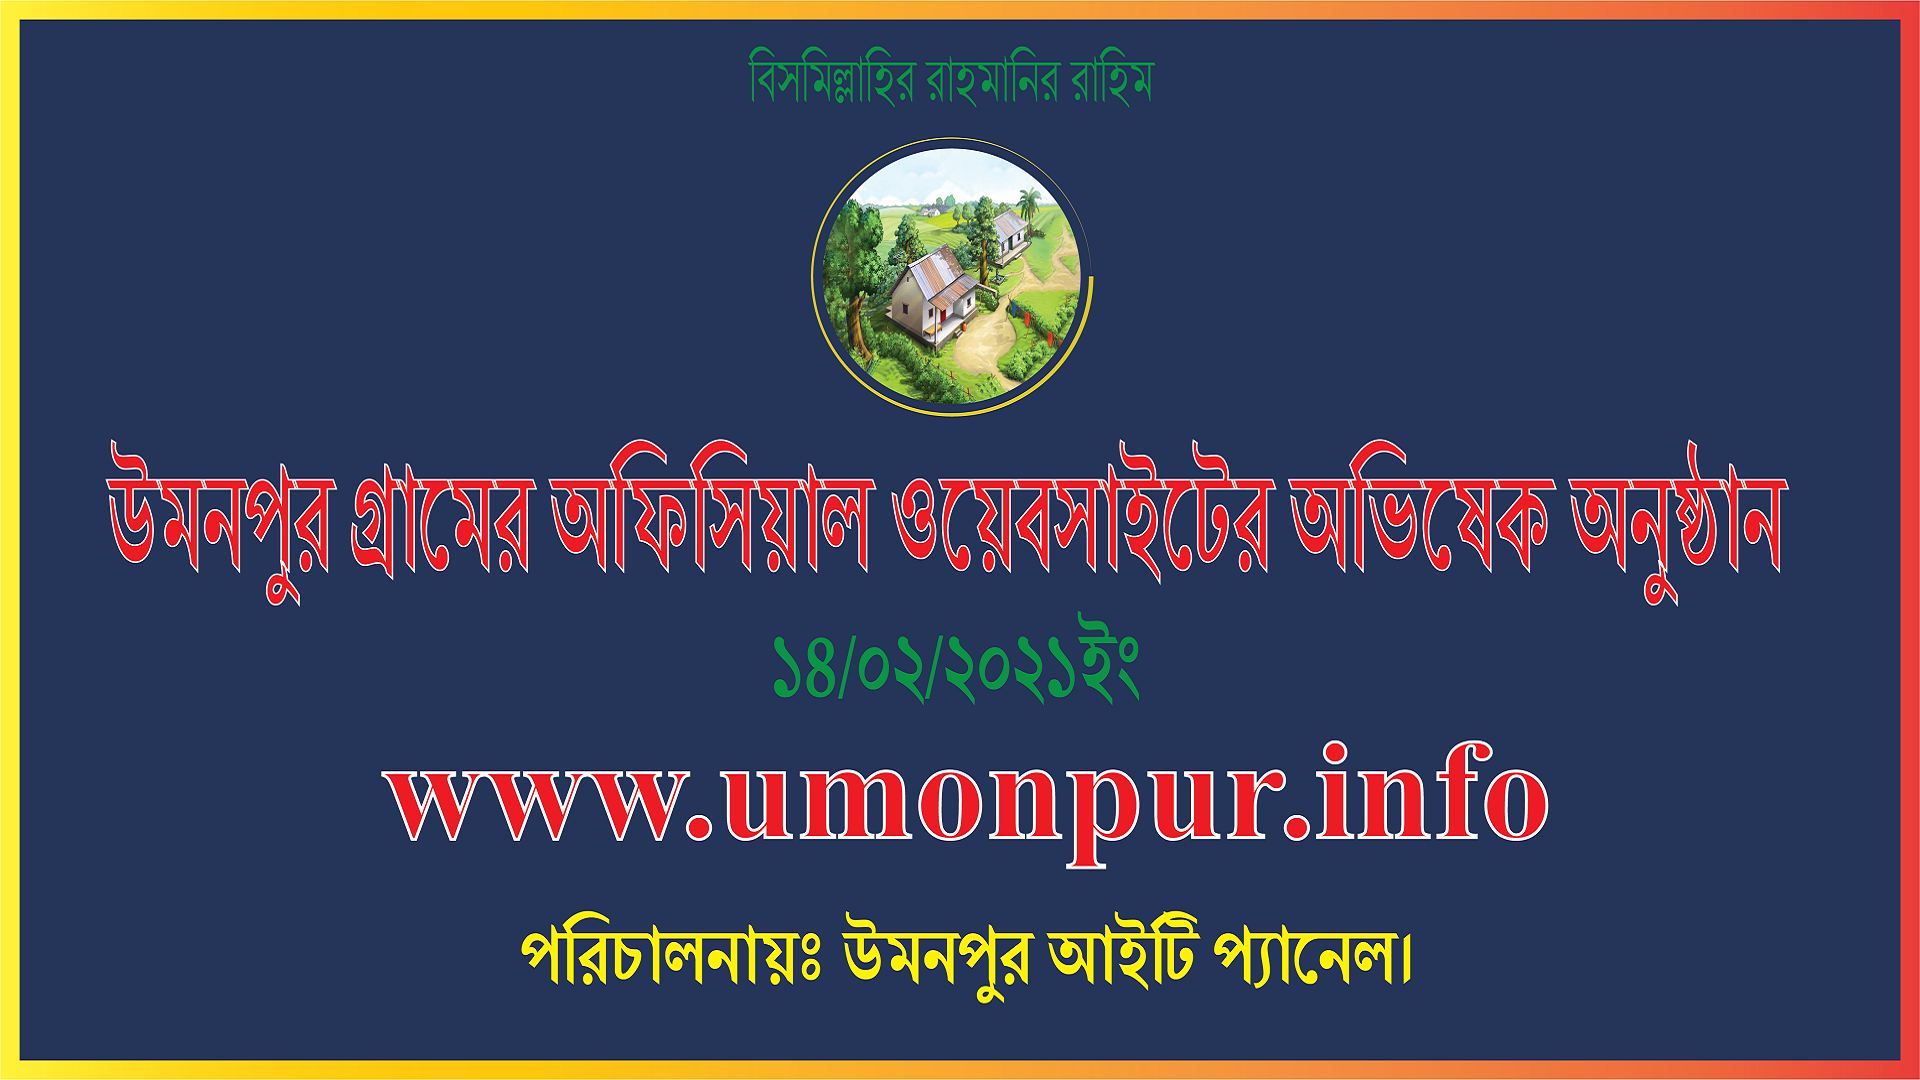 বিসমিল্লাহির রাহমানির রাহিম
উমনপুর গ্রামের অফিসিয়াল ওয়েবসাইটের অভিষেক অনুষ্ঠান
১৪/০২/২০২১ইং
www.umonpur.info
পরিচালনায়ঃ উমনপুর আইটি প্যানেল।